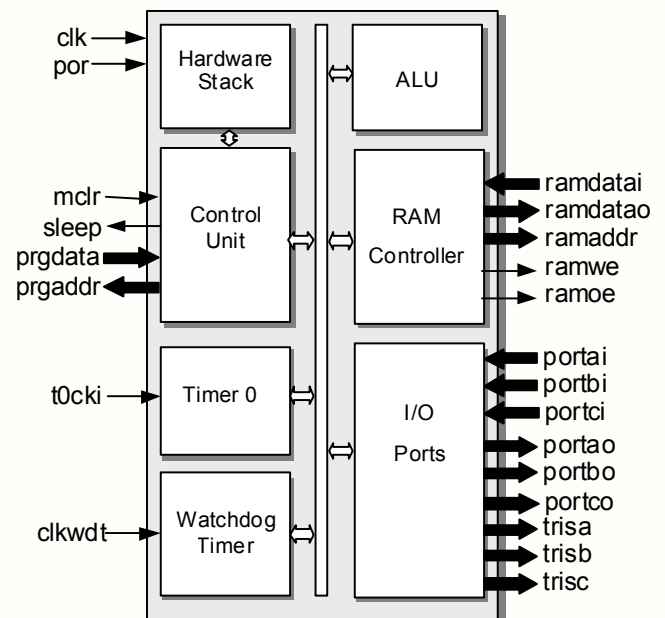 clk
por
Hardware
Stack
ALU
mclr
sleep
prgdata
prgaddr
Control
Unit
RAM
Controller
ramdatai
ramdatao
ramaddr
ramwe
ramoe
t0cki
Timer 0
I/O
Ports
portai
portbi
portci
portao
portbo
portco
trisa
trisb
trisc
clkwdt
Watchdog
Timer